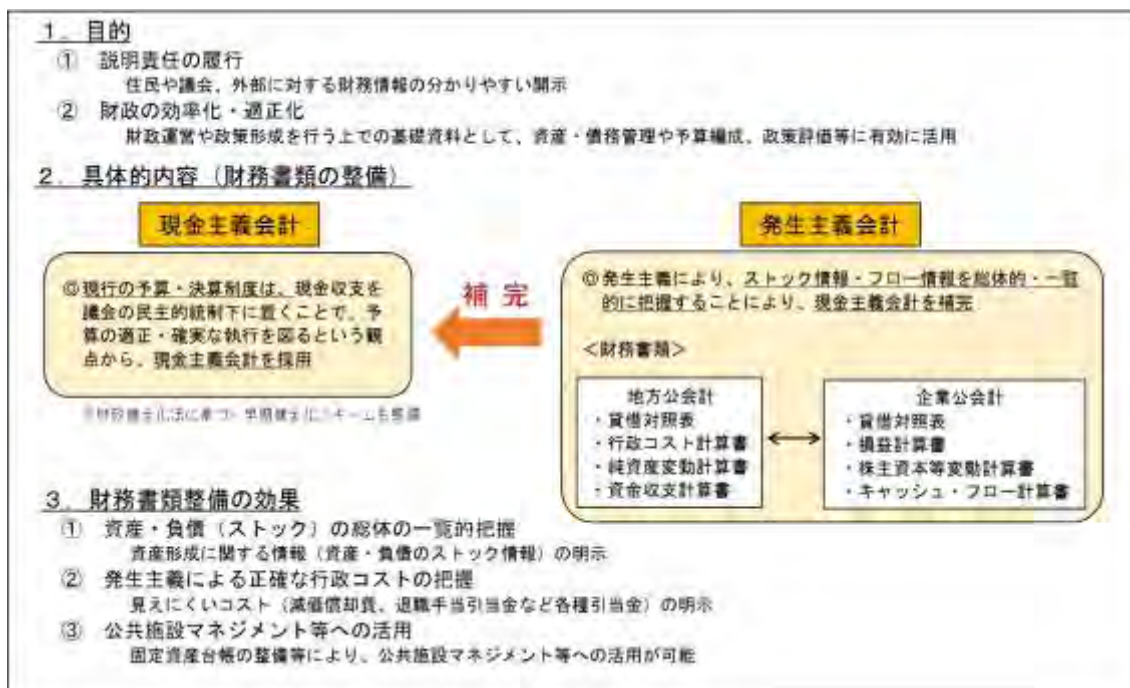 1. 目的
① 説明責任の履行
住民や議会、外部に対する財務情報の分かりやすい開示
② 財政の効率化・適正化
財政運営や政策形成を行う上での基礎資料として、資産・債務管理や予算編成、政策評価等に有効に活用
2. 具体的内容(財務書類の整備)
現金主義会計
◎現行の予算・決算制度は、現金収支を
議会の民主的統制下に置くことで、予
算の適正・確実な執行を図るという観
点から、現金主義会計を採用
補完
発生主義会計
◎発生主義により、ストック情報・フロー情報を総体的・一覧
的に把握することにより、現金主義会計を補完
<財務書類>
地方公会計
・貸借対照表
・行政コスト計算書
・純資産変動計算書
・資金収支計算書
企業公会計
・貸借対照表
・損益計算書
・株主資本等変動計算書
・キャッシュ・フロー計算書
3. 財務書類整備の効果
① 資産・負債(ストック)の総体の一覧的把握
資産形成に関する情報(資産・負債のストック情報)の明示
② 発生主義による正確な行政コストの把握
見えにくいコスト(減価償却費、退職手当引当金など各種引当金)の明示
③ 公共施設マネジメント等への活用
固定資産台帳の整備等により、公共施設マネジメント等への活用が可能